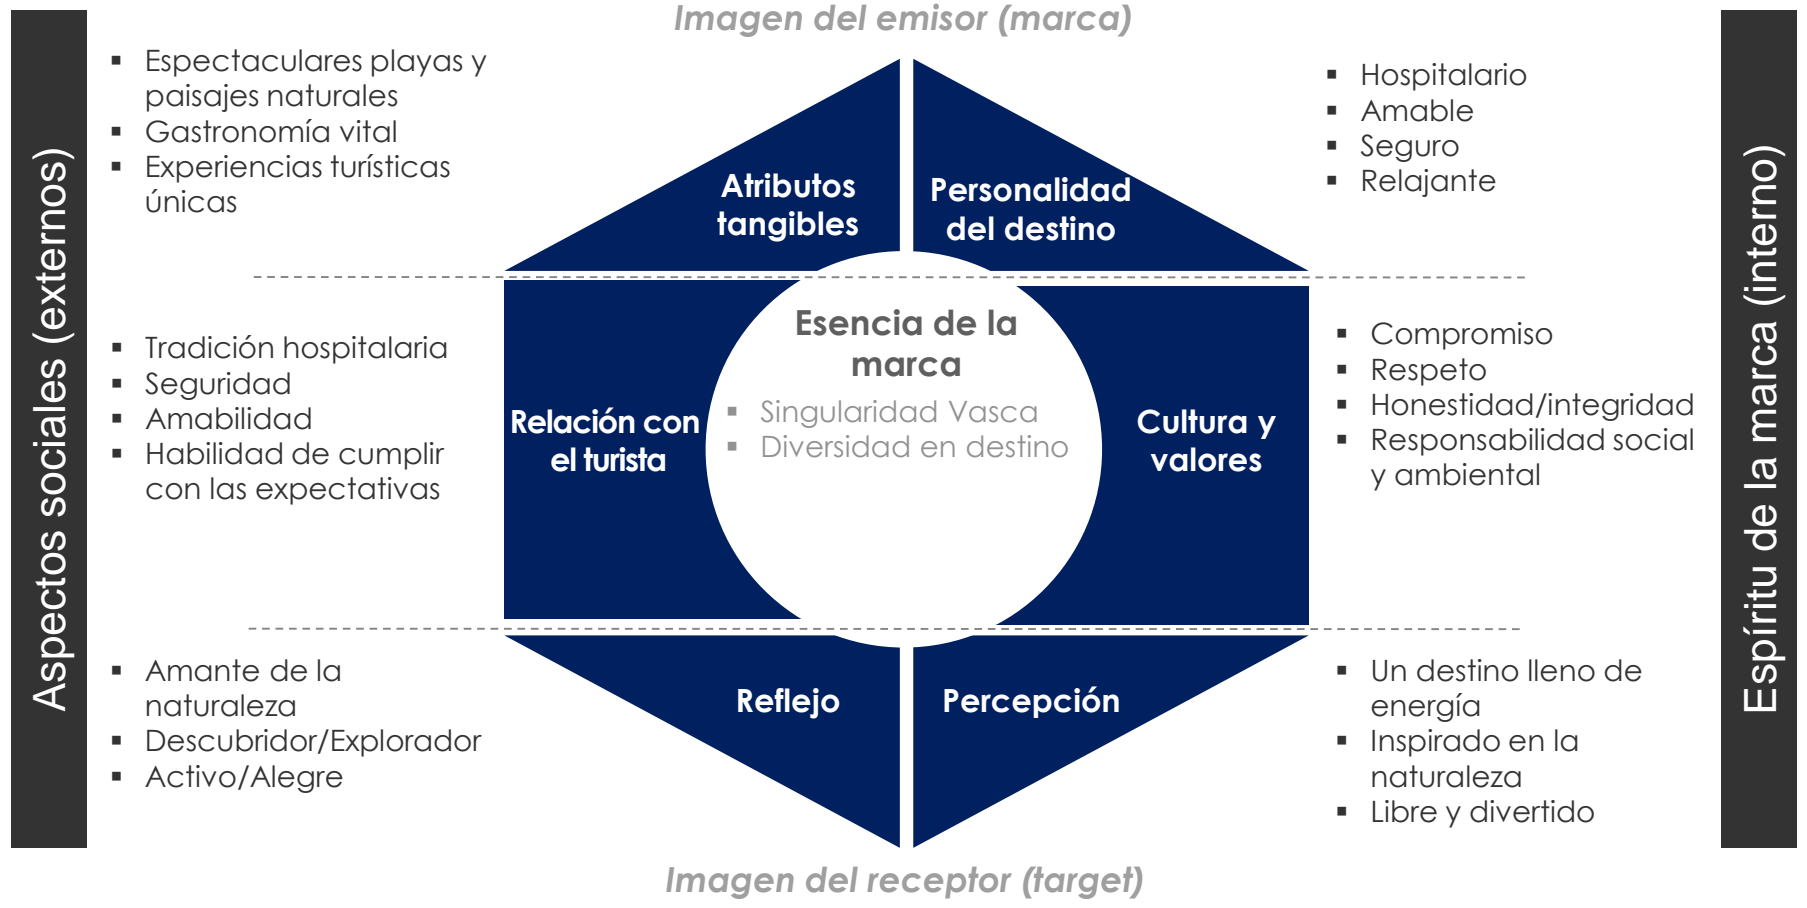 Imagen del emisor (marca)
Aspectos sociales (externos)
Espectaculares playas y
paisajes naturales
Gastronomía vital
Experiencias turísticas
únicas
Atributos
tangibles
Personalidad
del destino
Hospitalario
Amable
Seguro
Relajante
Tradición hospitalaria
Seguridad
Amabilidad
Habilidad de cumplir
con las expectativas
Relación con
el turista
Esencia de la
marca
Singularidad Vasca
Diversidad en destino
Cultura y
valores
Compromiso
Respeto
Honestidad/integridad
Responsabilidad social
y ambiental
Amante de la
naturaleza
Descubridor/Explorador
Activo/Alegre
Reflejo
Percepción
Un destino lleno de
energía
Inspirado en la
naturaleza
Libre y divertido
Espíritu de la marca (interno)
Imagen del receptor (target)